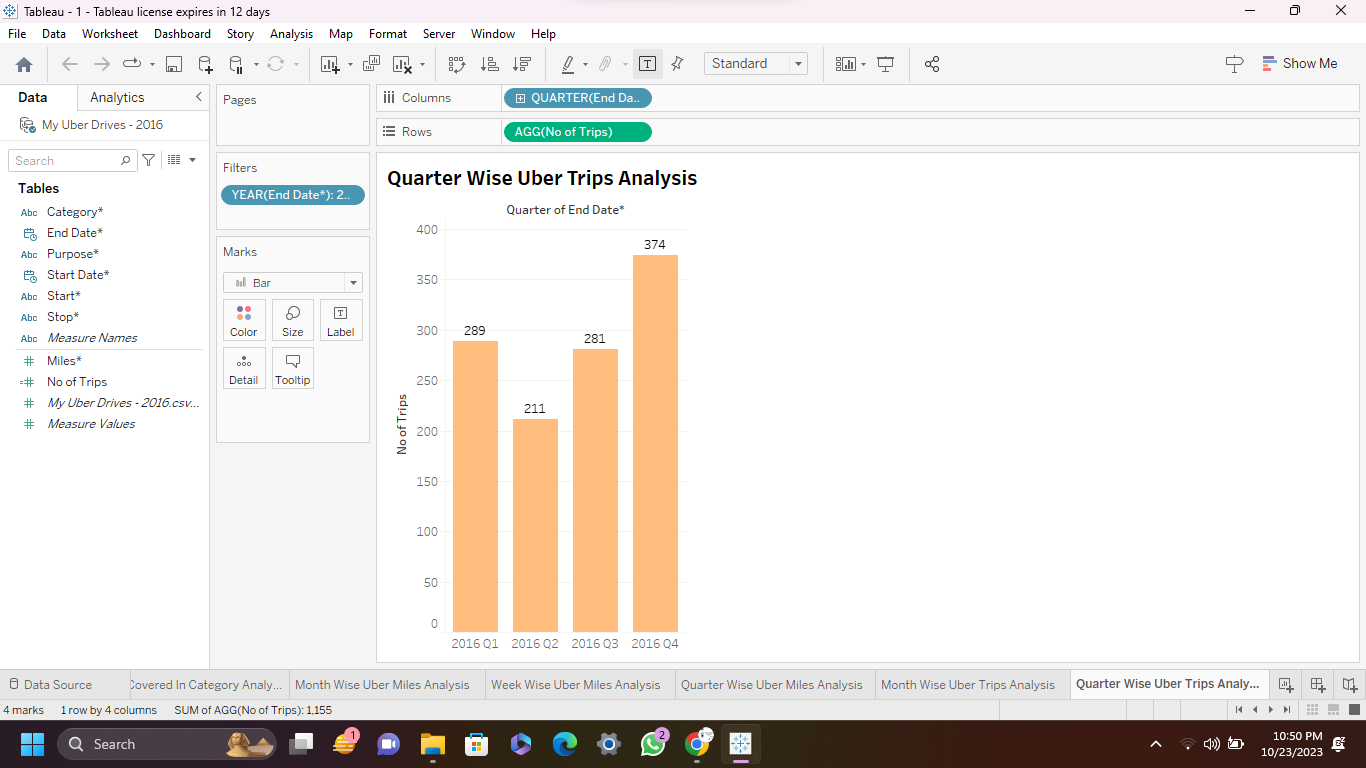 Tableau - 1 - Tableau license expires in 12 days
File Data Worksheet Dashboard Story Analysis Map Format Server Window Help
Standard
Show Me
Data Analytics
My Uber Drives - 2016
Search
Tables
Abc Category*
End Date*
Abc Purpose*
Start Date*
Abc Start*
Abc Stop*
Abc Measure Names
# Miles*
=# No of Trips
# My Uber Drives - 2016.csv...
# Measure Values
Pages
Filters
YEAR(End Date*): 2..
Marks
Bar
Color Size Label
Detail Tooltip
Columns QUARTER(End Da..
Rows AGG(No of Trips)
Quarter Wise Uber Trips Analysis
Quarter of End Date*
No of Trips
400
350
300
250
200
150
100
50
0
289
211
281
374
2016 Q1 2016 Q2 2016 Q3 2016 Q4
Data Source Covered In Category Analy... Month Wise Uber Miles Analysis Week Wise Uber Miles Analysis Quarter Wise Uber Miles Analysis Month Wise Uber Trips Analysis Quarter Wise Uber Trips Analy...
4 marks 1 row by 4 columns SUM of AGG(No of Trips): 1,155
Search
1
2
10:50 PM
10/23/2023